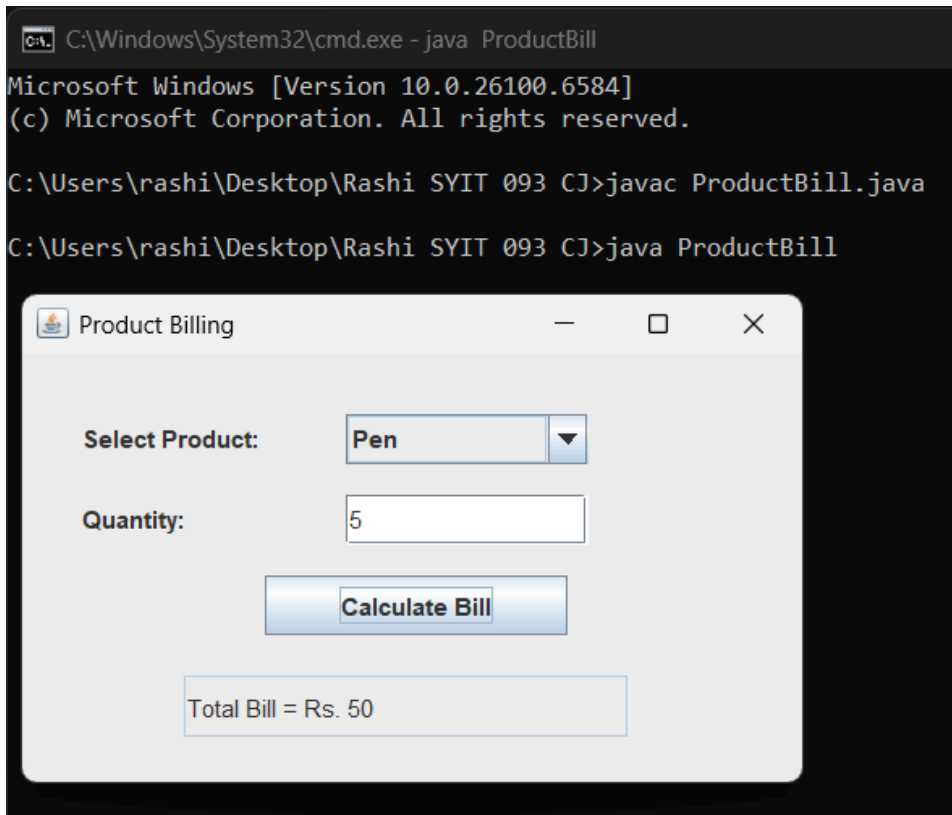 C:\Windows\System32\cmd.exe - java  ProductBill
Microsoft Windows [Version 10.0.26100.6584]
(c) Microsoft Corporation. All rights reserved.
C:\Users\rashi\Desktop\Rashi SYIT 093 CJ>javac ProductBill.java
C:\Users\rashi\Desktop\Rashi SYIT 093 CJ>java ProductBill
Product Billing
Select Product: Pen
Quantity: 5
Calculate Bill
Total Bill = Rs. 50